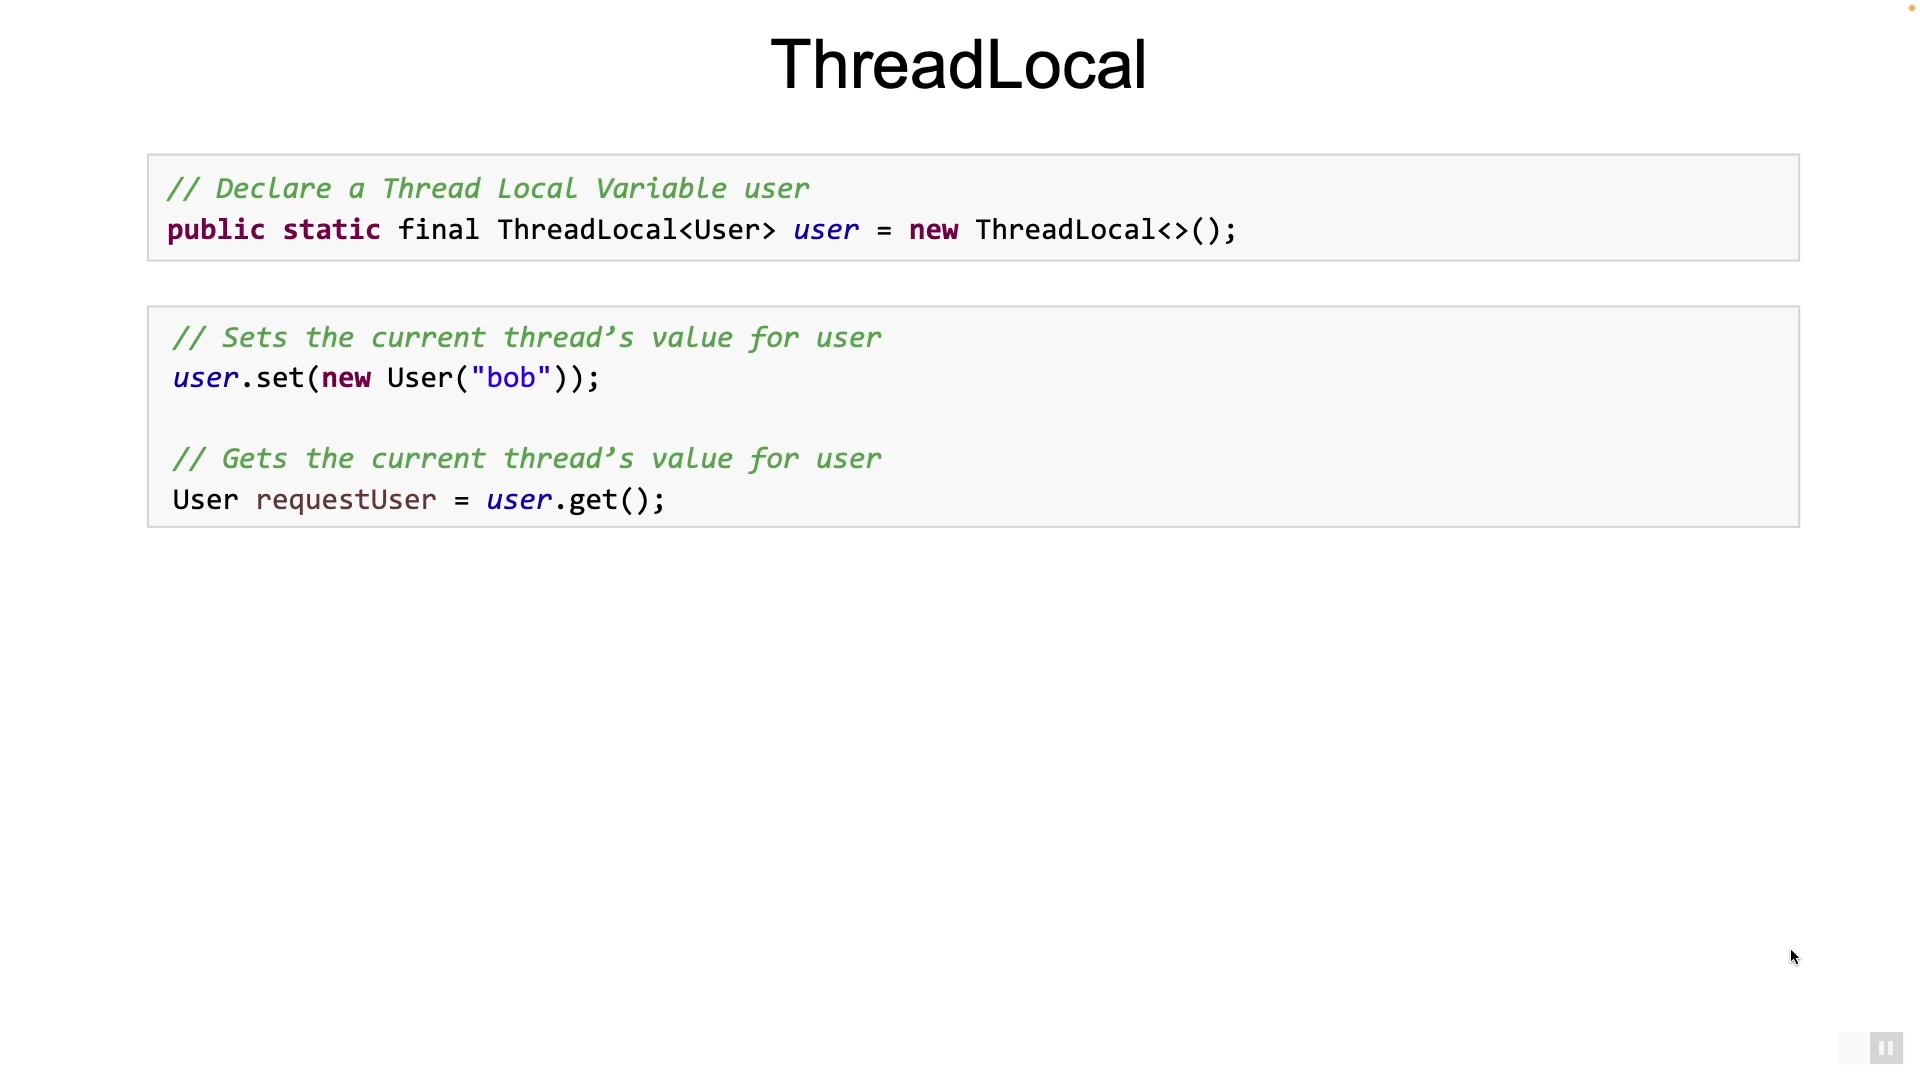 ThreadLocal
// Declare a Thread Local Variable user
public static final ThreadLocal<User> user = new ThreadLocal<>();
// Sets the current thread’s value for user
user.set(new User("bob"));
// Gets the current thread’s value for user
User requestUser = user.get();